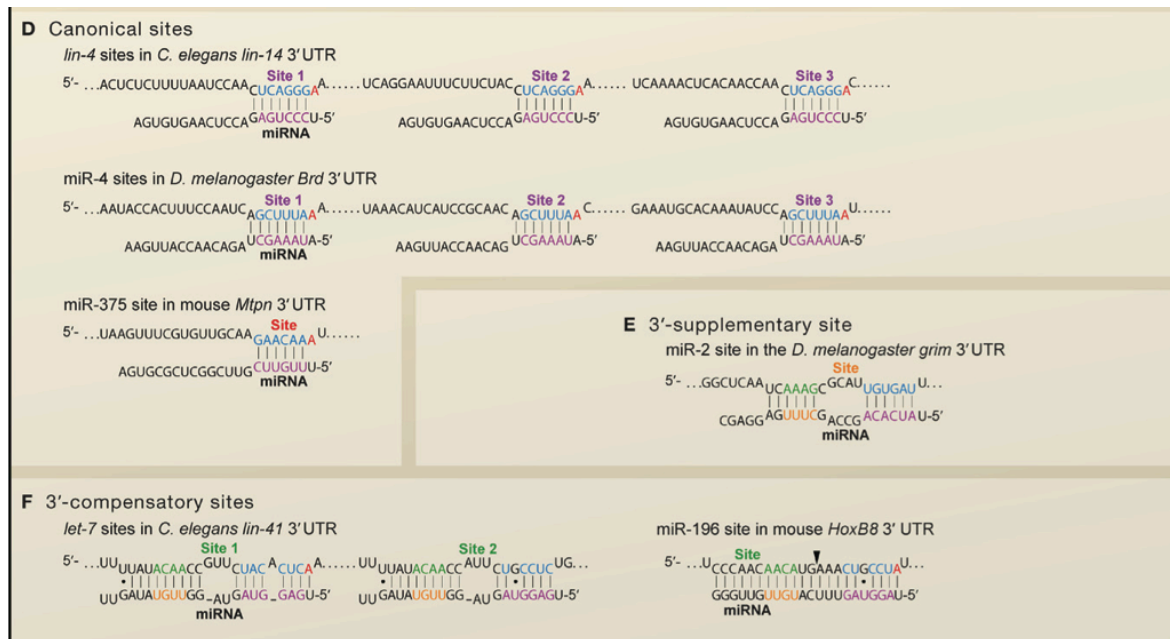 D Canonical sites
lin-4 sites in C. elegans lin-14 3′ UTR
Site 1 Site 2 Site 3
5′- ...ACUCUCUUUUAAUCCAACUCAGGGAA......UCAGGAAUUUCUUCUACCUCAGGGAA......UCAAAACUCACAACCAACUCAGGGAC......
AGUGUGAACUCCAGAGUCCCU-5′ AGUGUGAACUCCAGAGUCCCU-5′ AGUGUGAACUCCAGAGUCCCU-5′
miRNA
miR-4 sites in D. melanogaster Brd 3′ UTR
Site 1 Site 2 Site 3
5′- ...AAUACCACUUUCCAAUCAGCUUUAAA......UAAACAUCAUCCGCAACAGCUUUAAC......GAAAUGCACAAAUAUCCAGCUUUAAU......
AAGUUACCAACAGAUCGAAAUA-5′ AAGUUACCAACAGUCGAAAUA-5′ AAGUUACCAACAGAUCGAAAUA-5′
miRNA
miR-375 site in mouse Mtpn 3′ UTR
Site
5′- ...UAAGUUUCGUGUUGCAAGAACAAAU......
AGUGCGCUCGGCUUGCUUGUUU-5′
miRNA
E 3′-supplementary site
miR-2 site in the D. melanogaster grim 3′ UTR
Site
5′- ...GGCUCAAUCAAAGCGCAUUGUGAUU...
CGAGGAGUUUCGACCGACACUAU-5′
miRNA
F 3′-compensatory sites
let-7 sites in C. elegans lin-41 3′ UTR
Site 1 Site 2
5′- ...UUUUUAUACAACCGUUCUACACUCAA......UUUUUAUACAACCAUUCUGCCUCUG...
UUGAUAUGUUGG-AUGAUG-GAGU-5′ UUGAUAUGUUGG-AUGAUGGAGU-5′
miRNA
miR-196 site in mouse HoxB8 3′ UTR
Site
5′- ...UCCCAACAACAUGAAACUGCCUAU...
GGGUUGUUGUACUUUGAUGGAU-5′
miRNA